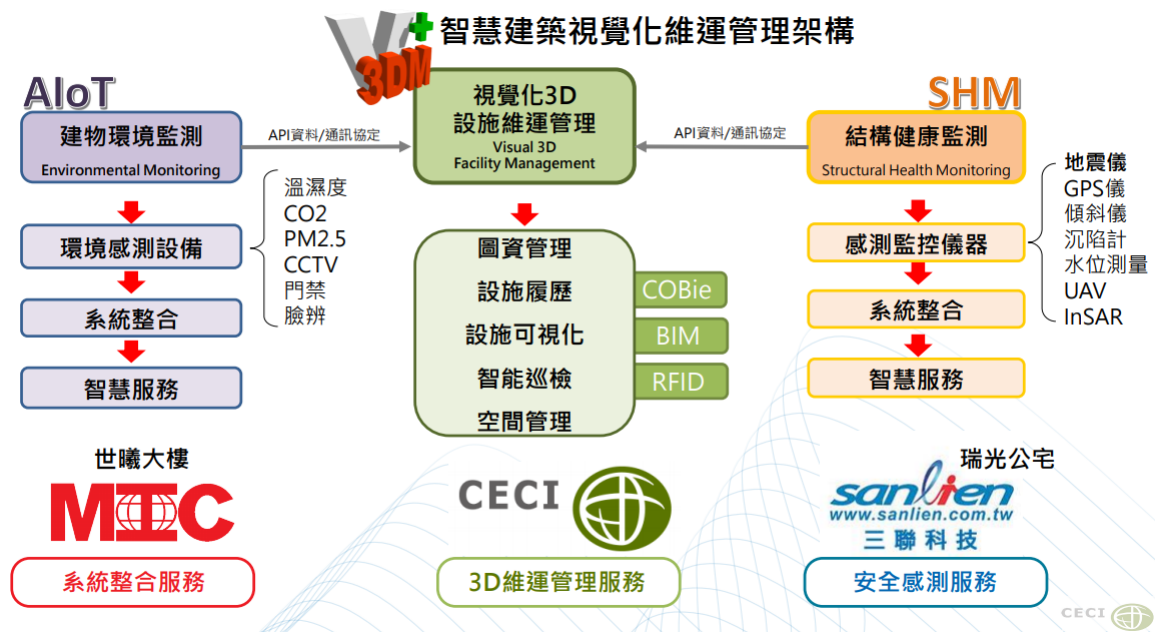 V+
3DM
智慧建築視覺化維運管理架構
AIoT
建物環境監測
Environmental Monitoring
API資料/通訊協定
環境感測設備
溫濕度
CO2
PM2.5
CCTV
門禁
臉辨
系統整合
智慧服務
視覺化3D
設施維運管理
Visual 3D
Facility Management
圖資管理
設施履歷
設施可視化
智能巡檢
空間管理
COBie
BIM
RFID
API資料/通訊協定
SHM
結構健康監測
Structural Health Monitoring
感測監控儀器
地震儀
GPS儀
傾斜儀
沉陷計
水位測量
UAV
InSAR
系統整合
智慧服務
世曦大樓
MIC
系統整合服務
CECI
3D維運管理服務
瑞光公宅
sanlien
www.sanlien.com.tw
三聯科技
安全感測服務
CECI